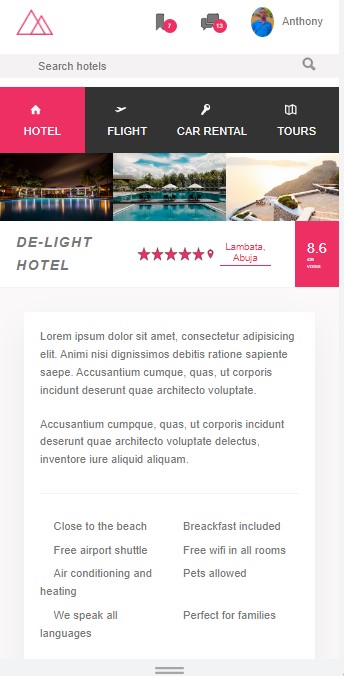 7
13
Anthony
Search hotels
HOTEL
FLIGHT
CAR RENTAL
TOURS
DE-LIGHT
HOTEL
Lambata,
Abuja
8.6
Lorem ipsum dolor sit amet, consectetur adipisicing
elit. Animi nisi dignissimos debitis ratione sapiente
saepe. Accusantium cumque, quas, ut corporis
incidunt deserunt quae architecto voluptate.
Accusantium cumpque, quas, ut corporis incidunt
deserunt quae architecto voluptate delectus,
inventore iure aliquid aliquam.
Close to the beach
Breackfast included
Free airport shuttle
Free wifi in all rooms
Air conditioning and
heating
Pets allowed
We speak all
languages
Perfect for families